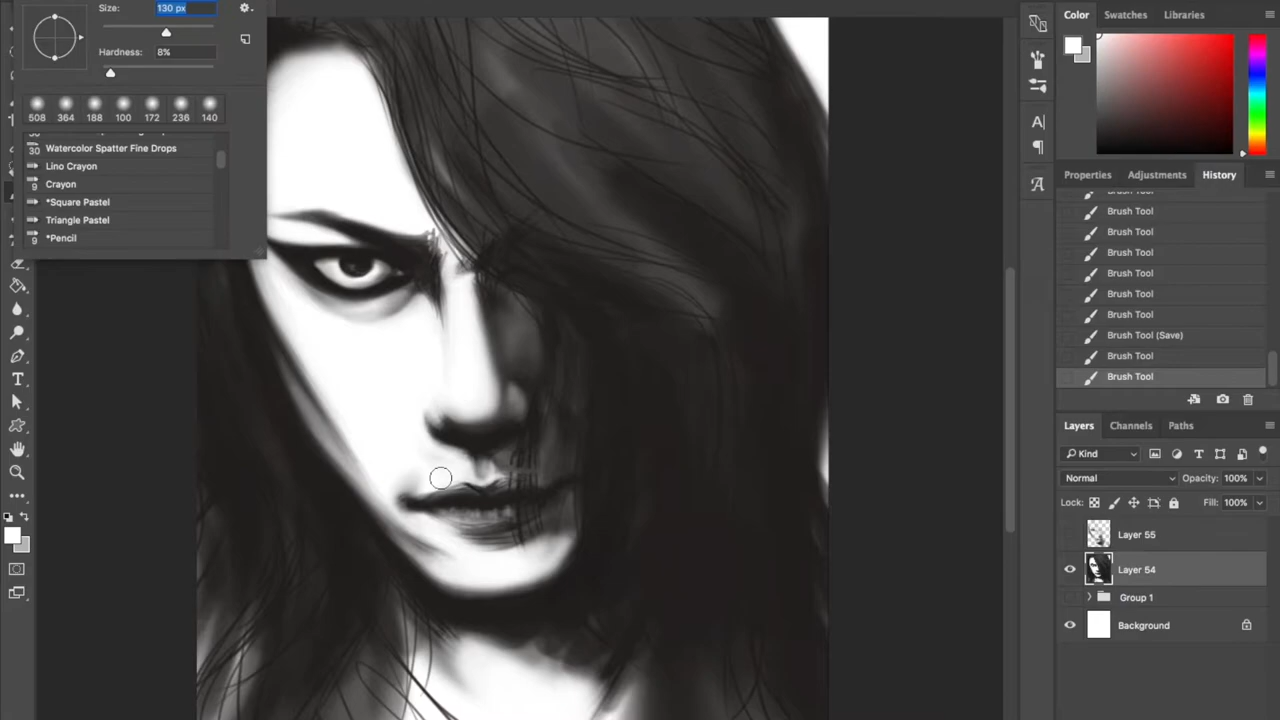 Size:
130 px
Hardness:
8%
508 364 188 100 172 236 140
30
Watercolor Spatter Fine Drops
Lino Crayon
9 Crayon
*Square Pastel
Triangle Pastel
9 *Pencil
Color Swatches Libraries
Properties Adjustments History
Brush Tool
Brush Tool
Brush Tool
Brush Tool
Brush Tool
Brush Tool
Brush Tool (Save)
Brush Tool
Brush Tool
Layers Channels Paths
Kind
Normal Opacity: 100%
Lock: Fill: 100%
Layer 55
Layer 54
Group 1
Background